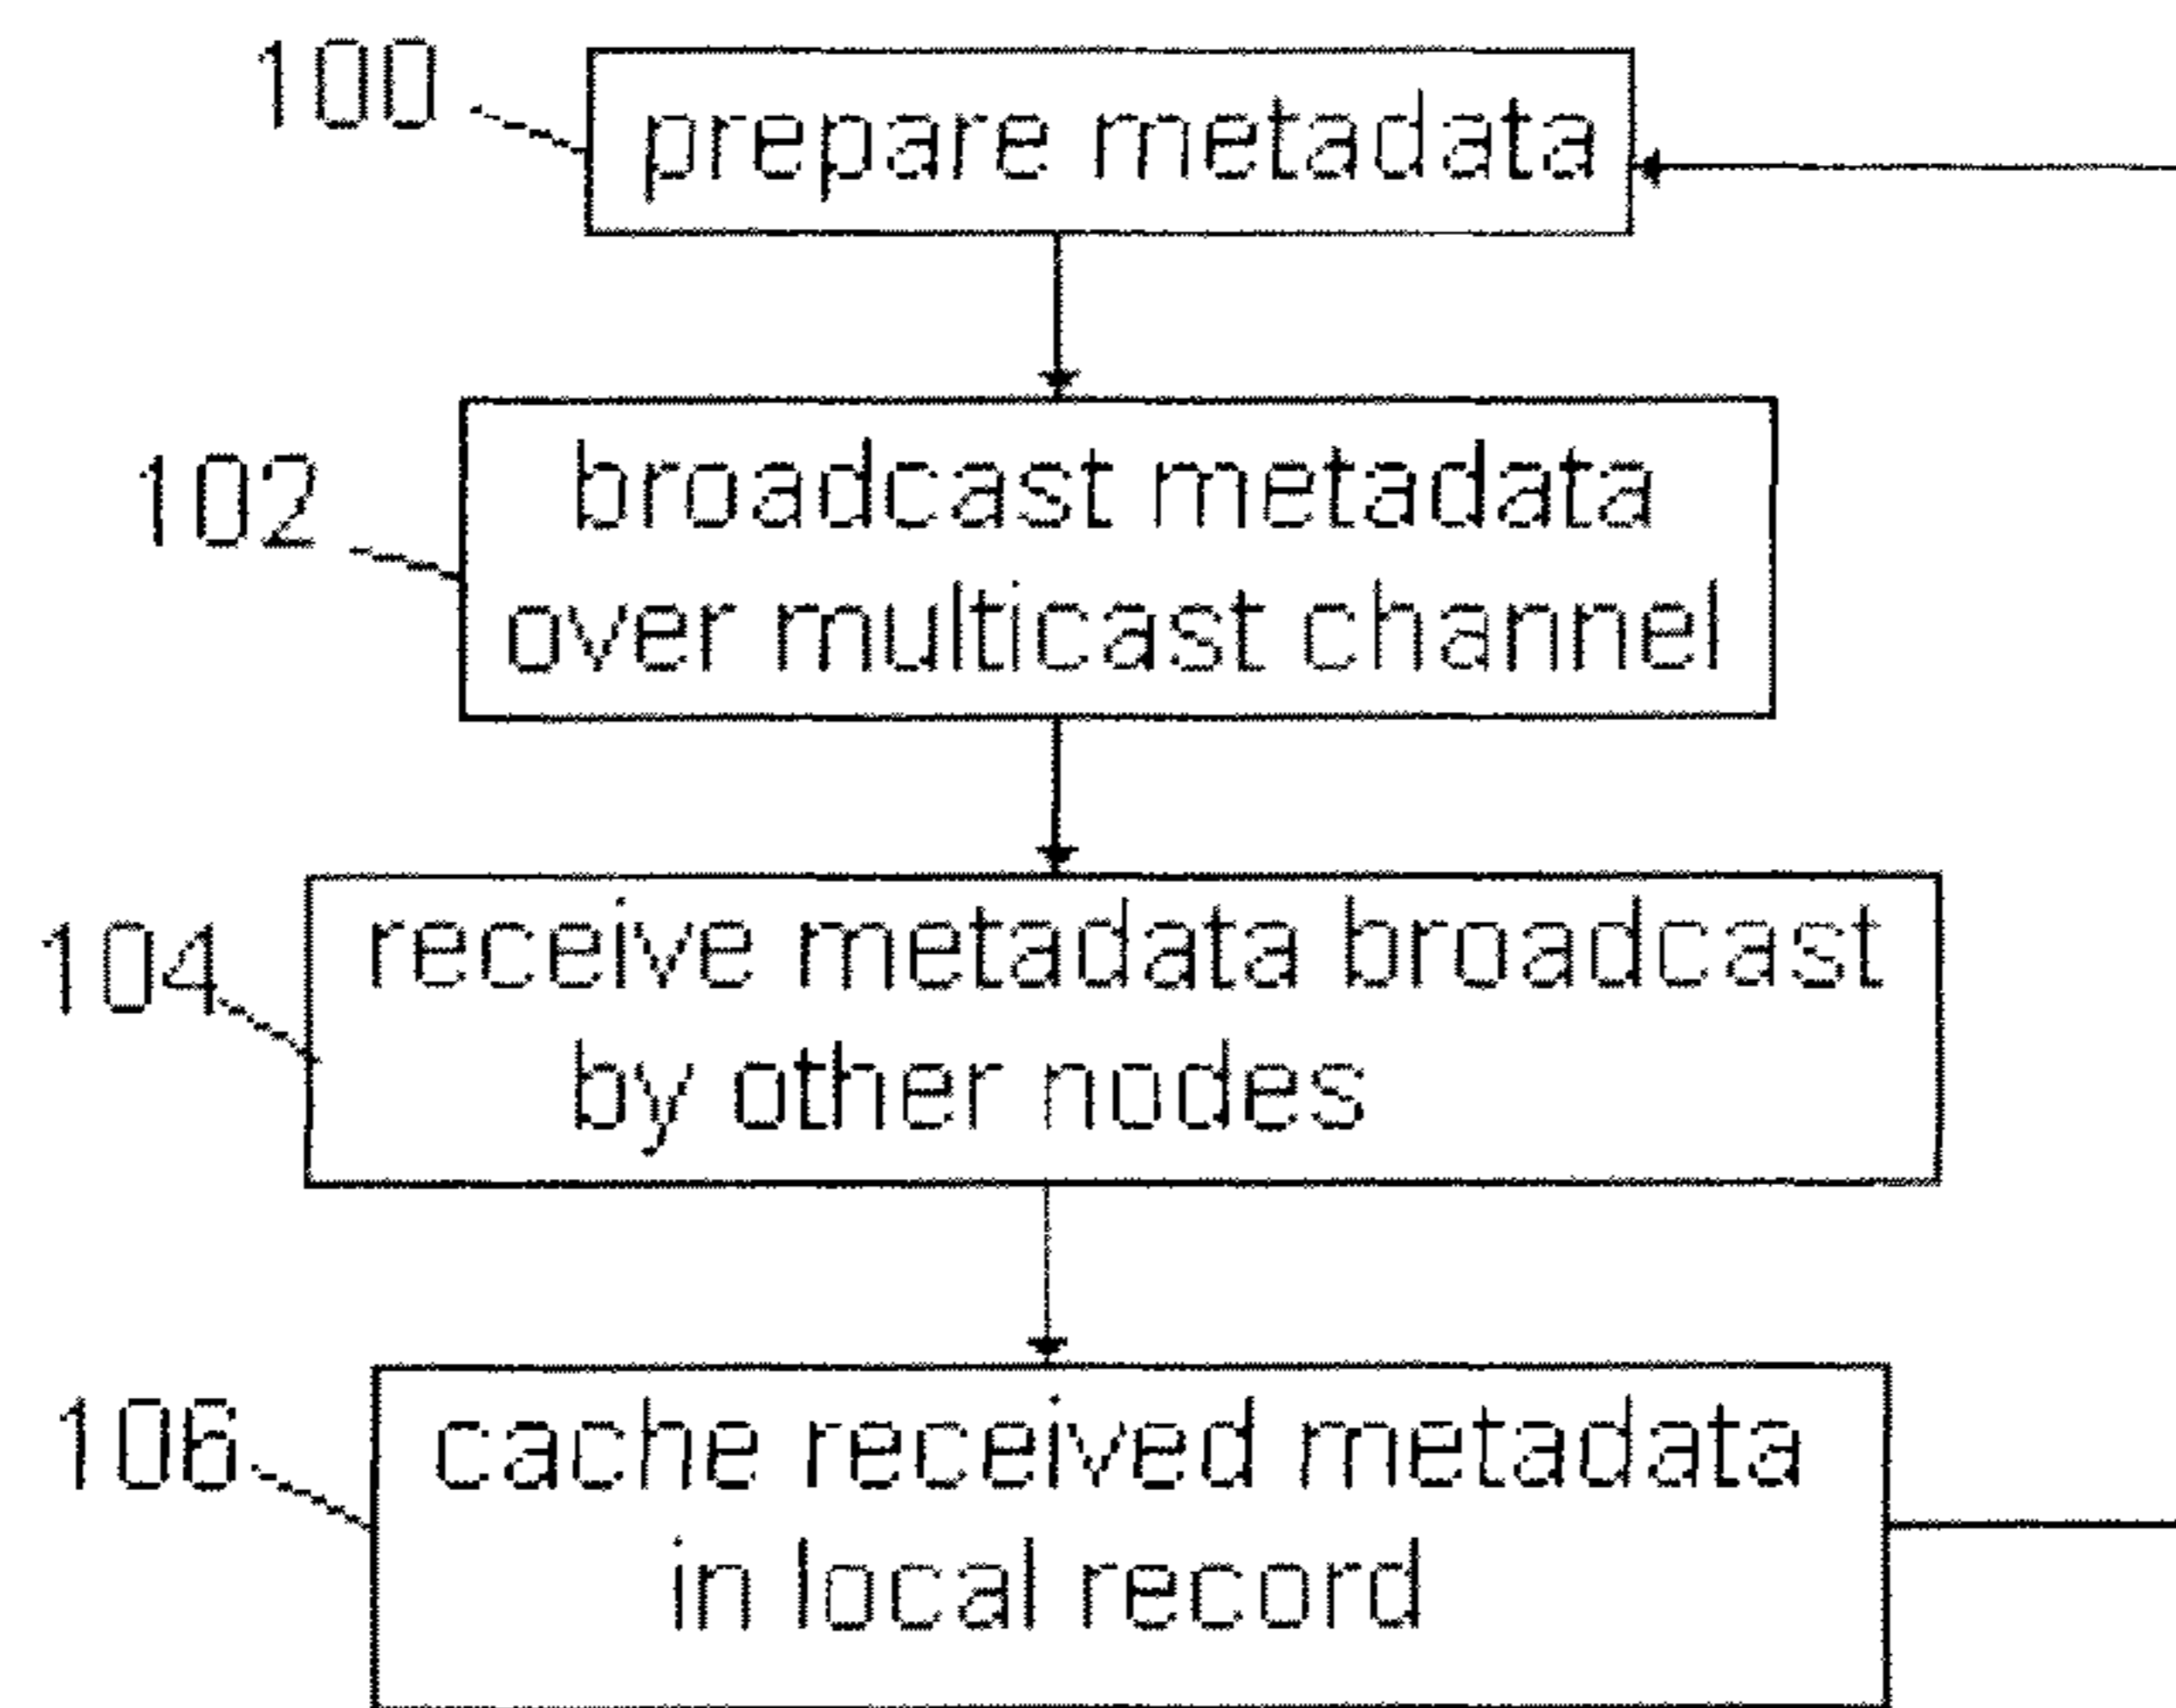 100
prepare metadata
102
broadcast metadata
over multicast channel
104
receive metadata broadcast
by other nodes
106
cache received metadata
in local record